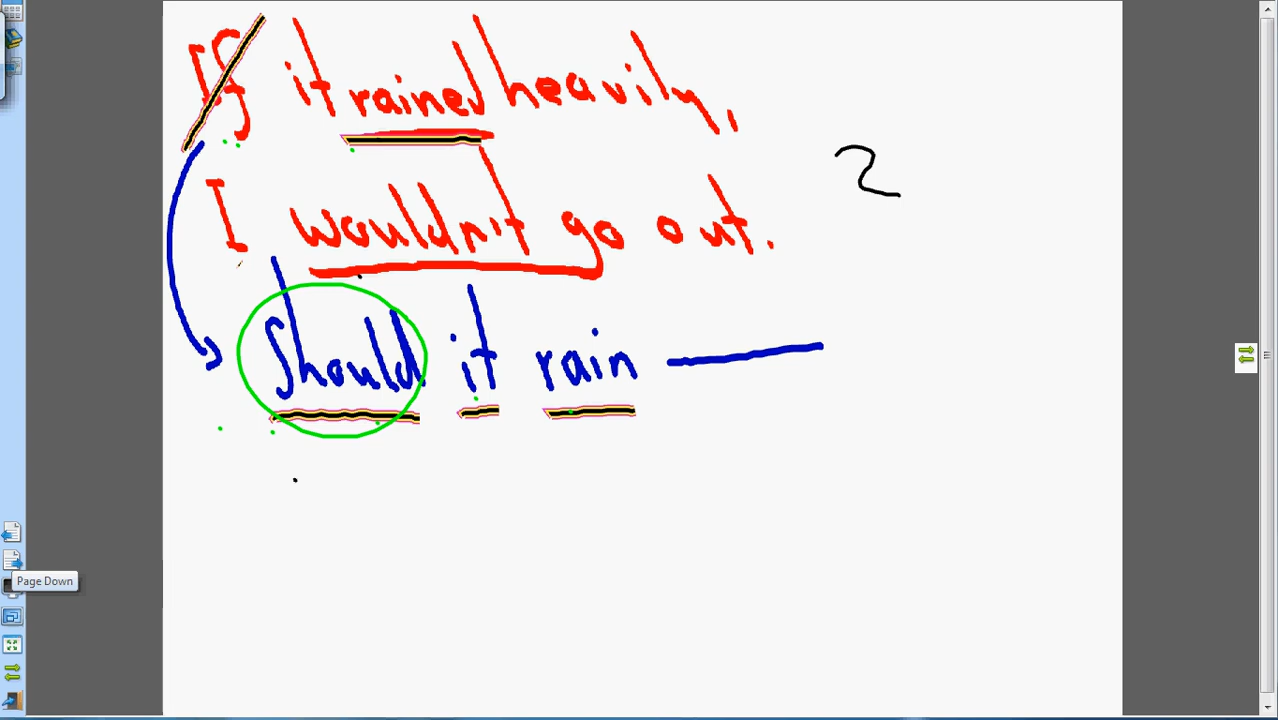 If it rained heavily,
2
I wouldn't go out.
Should it rain
Page Down